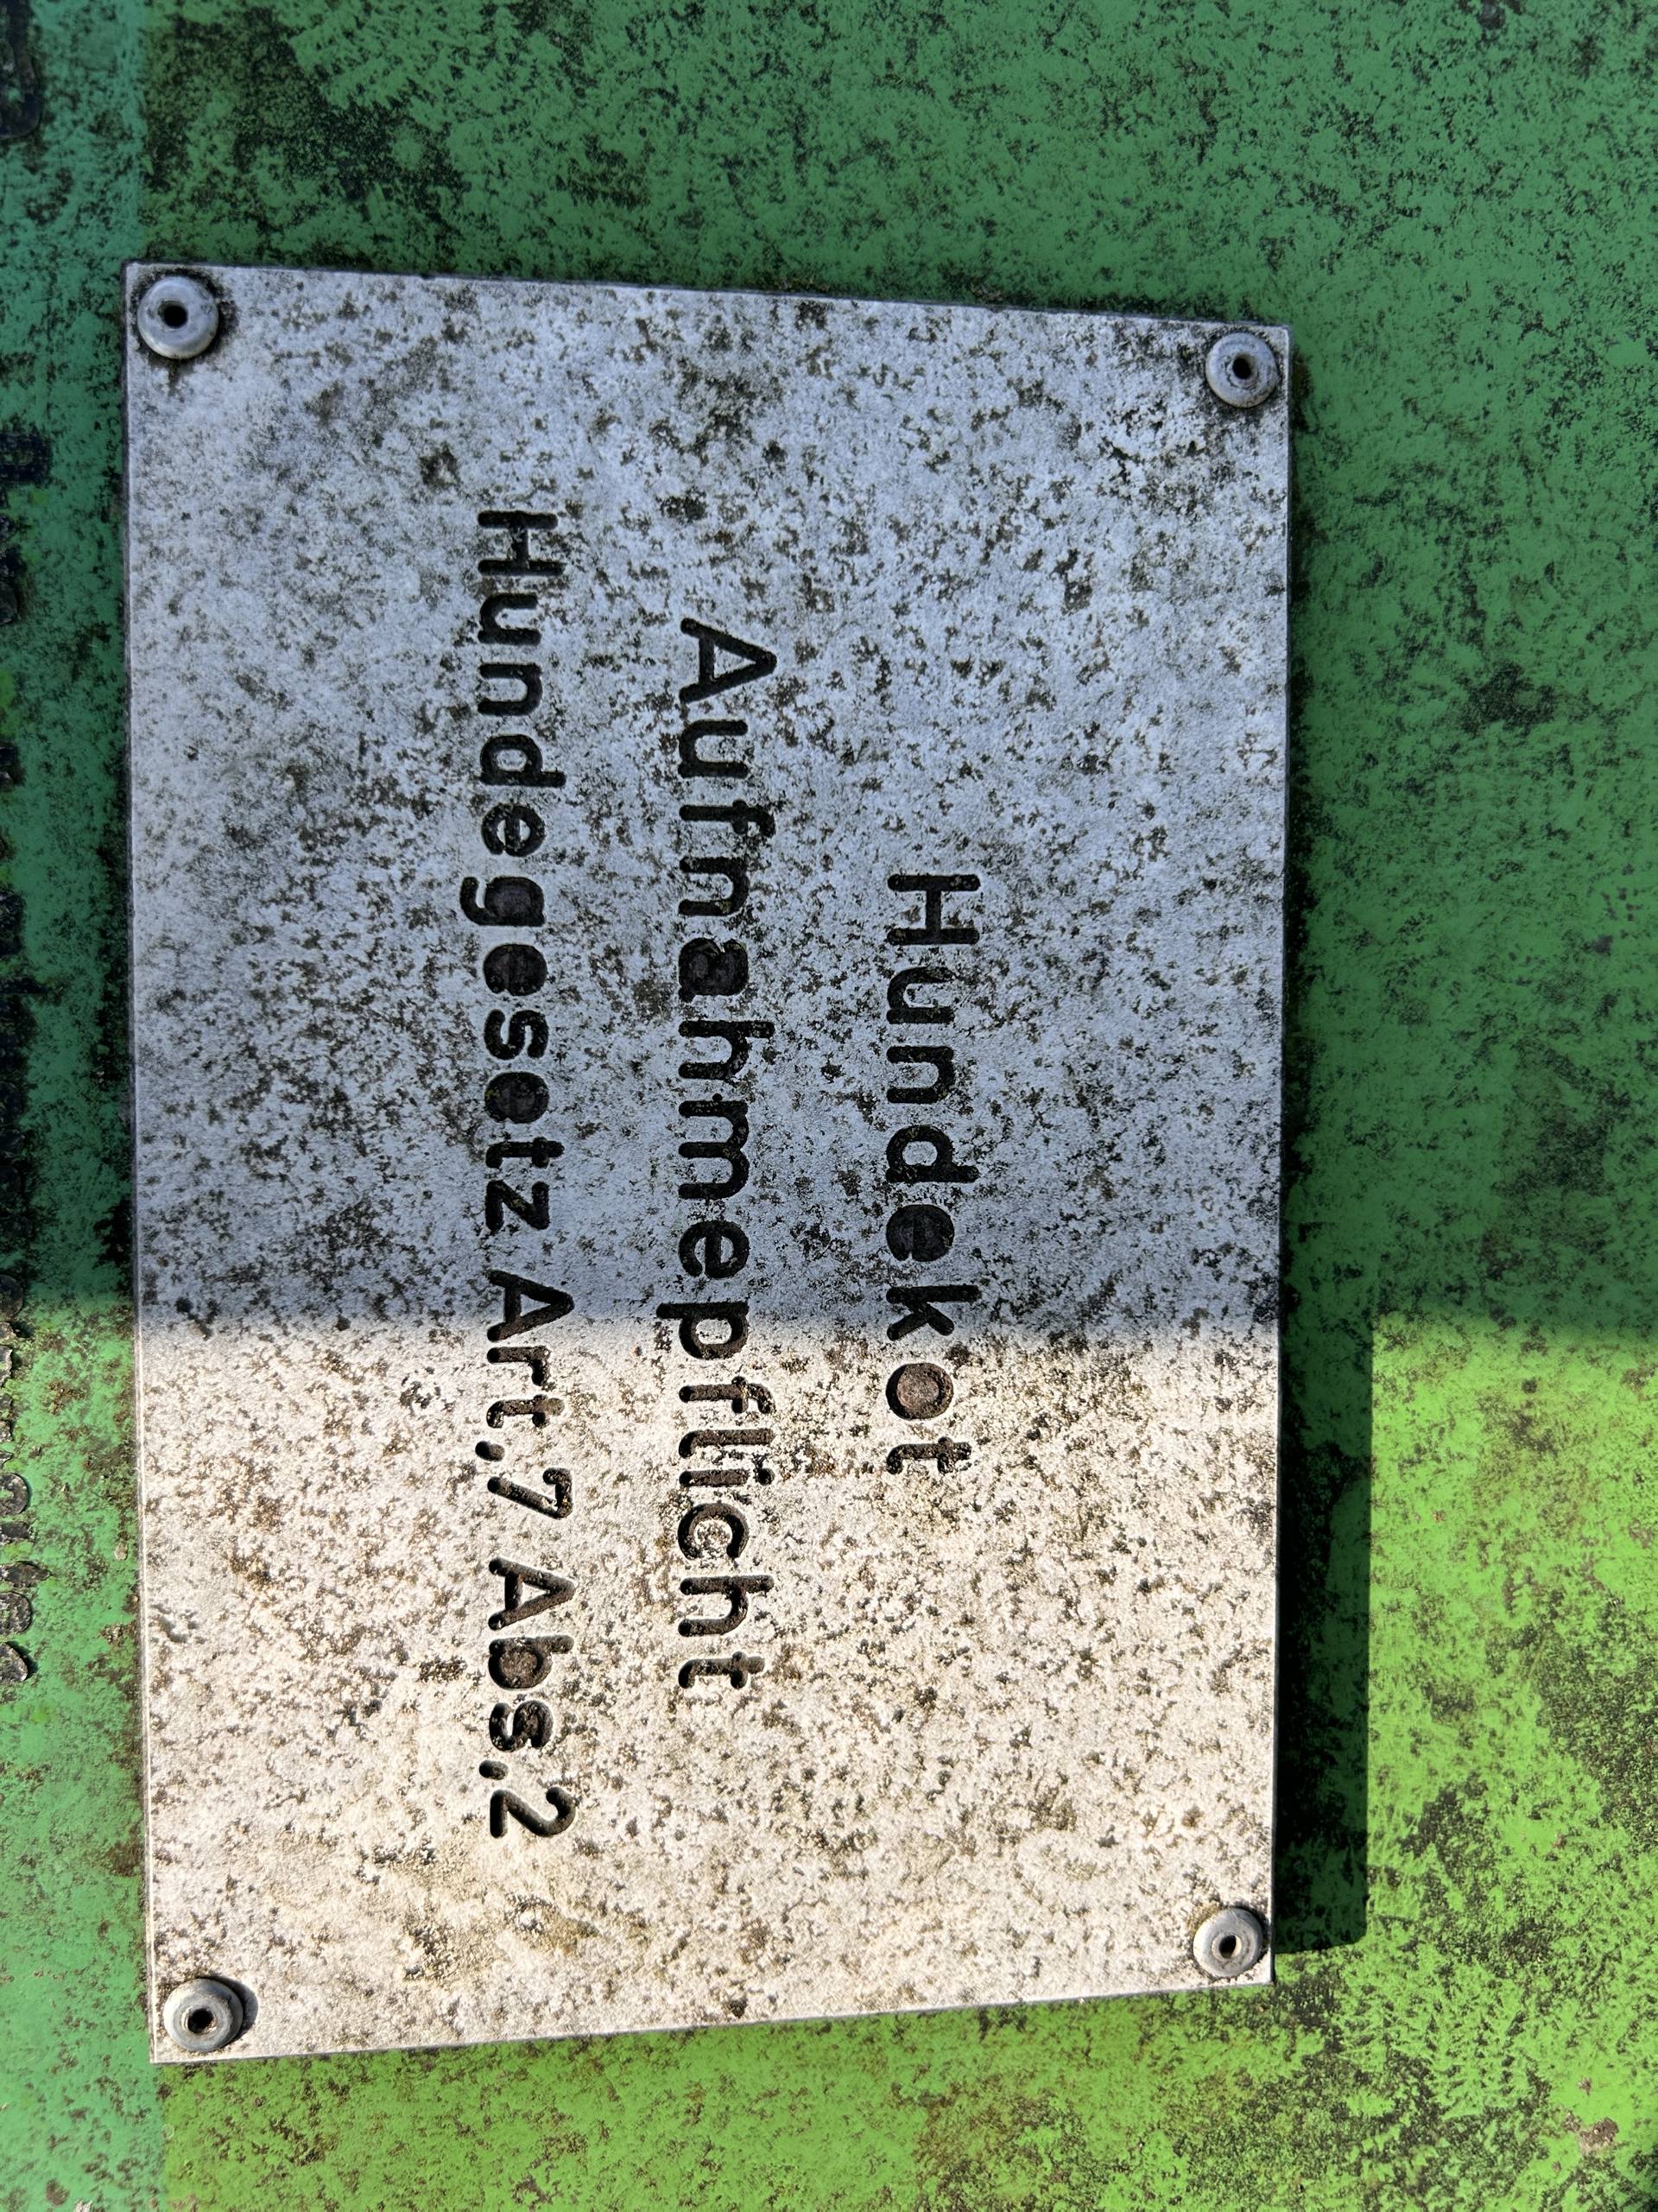 Hundekot
Aufnahmepflicht
Hundegesetz Art.7 Abs.2